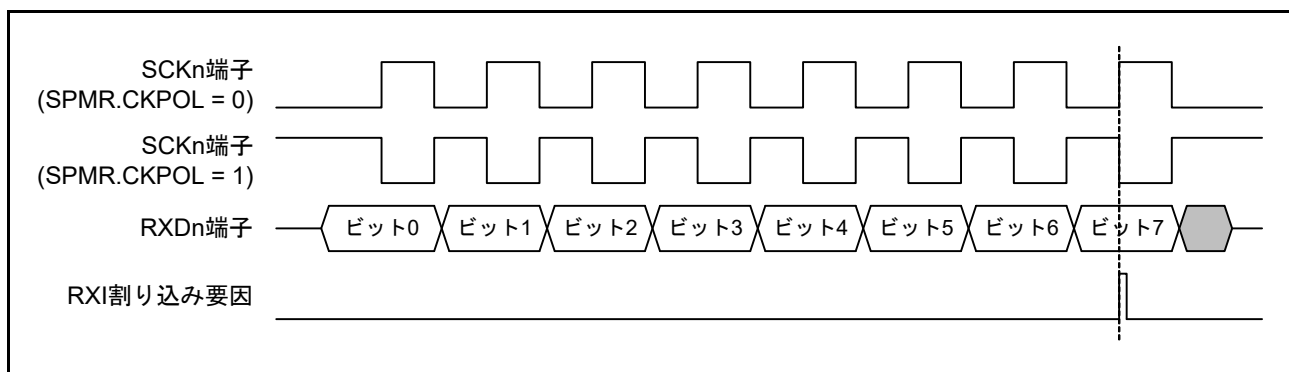 SCKn端子
(SPMR.CKPOL = 0)
SCKn端子
(SPMR.CKPOL = 1)
RXDn端子
ビット0 ビット1 ビット2 ビット3 ビット4 ビット5 ビット6 ビット7
RXI割り込み要因